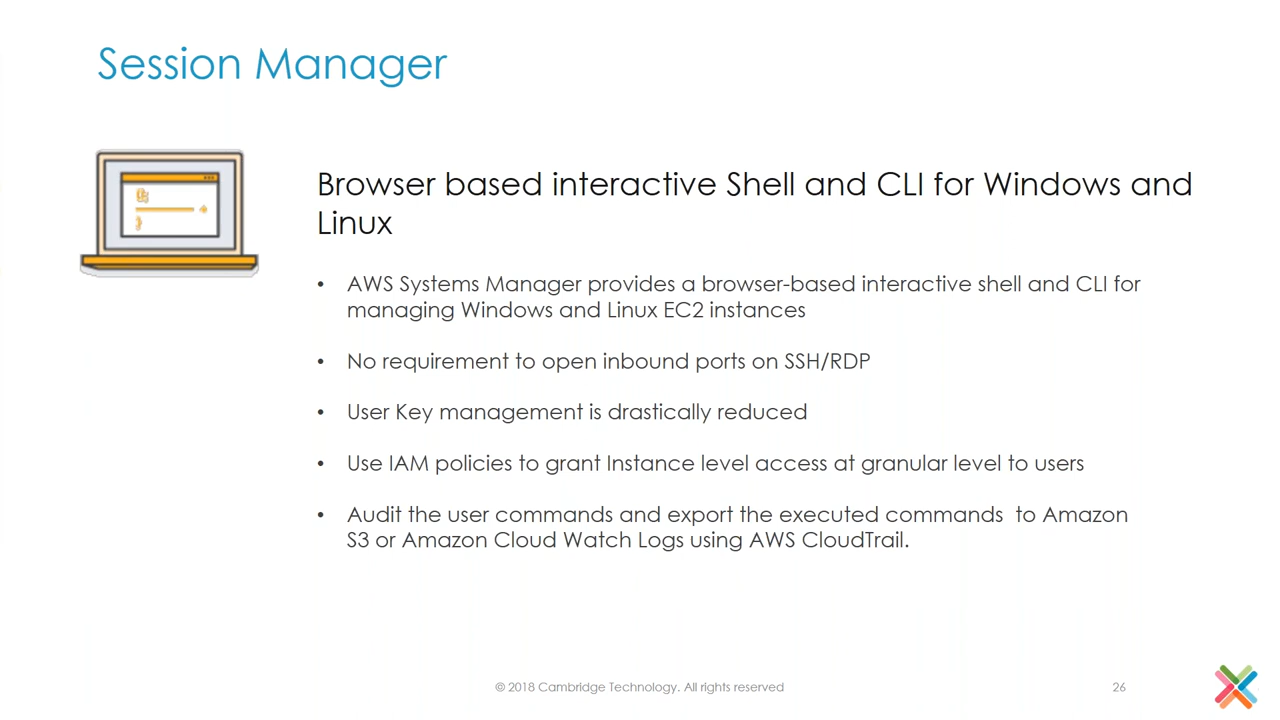 Session Manager
Browser based interactive Shell and CLI for Windows and
Linux
• AWS Systems Manager provides a browser-based interactive shell and CLI for
managing Windows and Linux EC2 instances
• No requirement to open inbound ports on SSH/RDP
• User Key management is drastically reduced
• Use IAM policies to grant Instance level access at granular level to users
• Audit the user commands and export the executed commands  to Amazon
S3 or Amazon Cloud Watch Logs using AWS CloudTrail.
© 2018 Cambridge Technology. All rights reserved
26